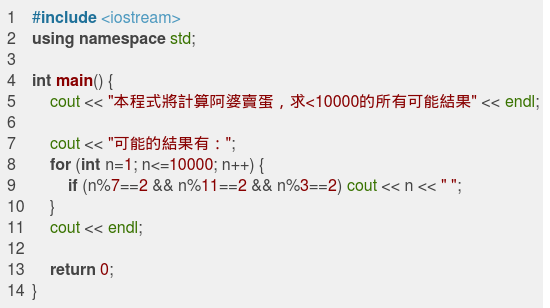 1 #include <iostream>
2 using namespace std;
3
4 int main() {
5 cout << "本程式將計算阿婆賣蛋，求<10000的所有可能結果" << endl;
6
7 cout << "可能的結果有：";
8 for (int n=1; n<=10000; n++) {
9 if (n%7==2 && n%11==2 && n%3==2) cout << n << " ";
10 }
11 cout << endl;
12
13 return 0;
14 }